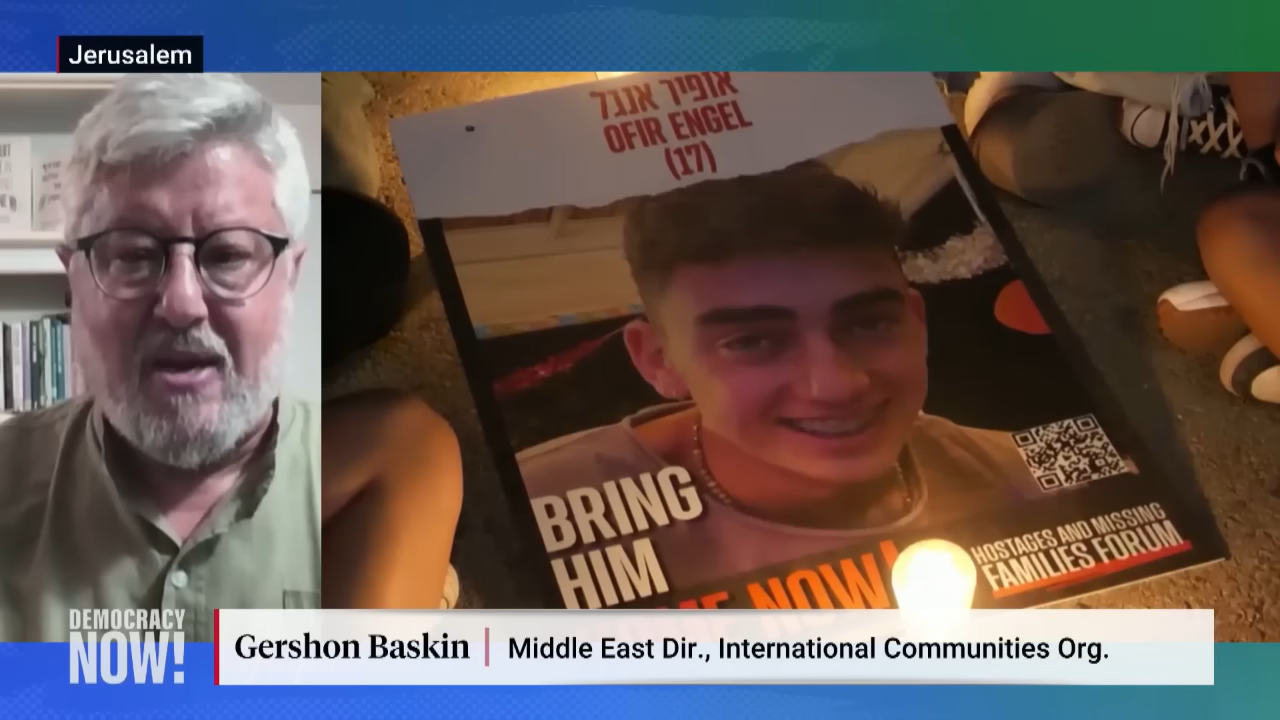 Jerusalem
אופיר אנגל
OFIR ENGEL
(17)
BRING
HIM
NOW!
HOSTAGES AND MISSING
FAMILIES FORUM
DEMOCRACY
NOW!
Gershon Baskin
Middle East Dir., International Communities Org.